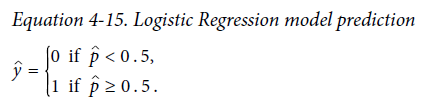 Equation 4-15. Logistic Regression model prediction
ŷ = {0 if p̂ < 0.5,
1 if p̂ ≥ 0.5.